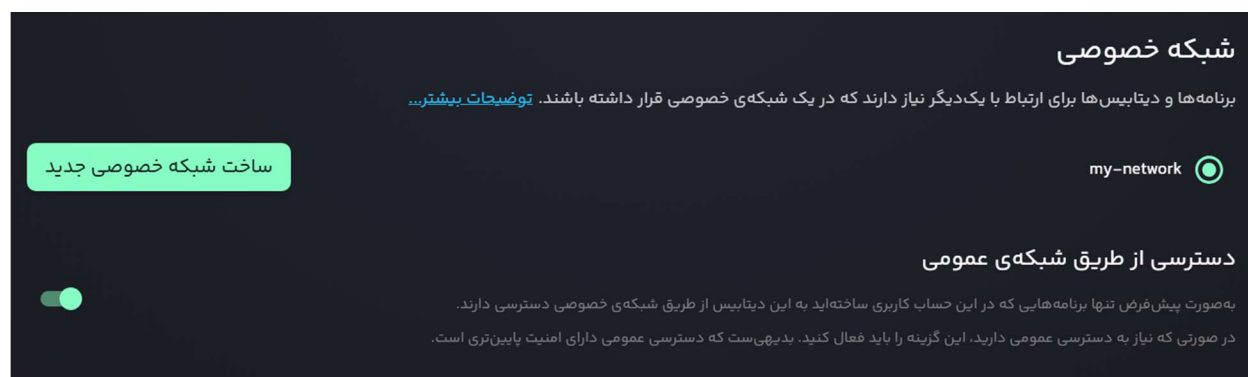 شبکه خصوصی
برنامه‌ها و دیتابیس‌ها برای ارتباط با یک‌دیگر نیاز دارند که در یک شبکه‌ی خصوصی قرار داشته باشند. توضیحات بیشتر...
my-network
ساخت شبکه خصوصی جدید
دسترسی از طریق شبکه‌ی عمومی
به‌صورت پیش‌فرض تنها برنامه‌هایی که در این حساب کاربری ساخته‌اید به این دیتابیس از طریق شبکه‌ی خصوصی دسترسی دارند.
در صورتی که نیاز به دسترسی عمومی دارید، این گزینه را باید فعال کنید. بدیهی‌ست که دسترسی عمومی دارای امنیت پایین‌تری است.